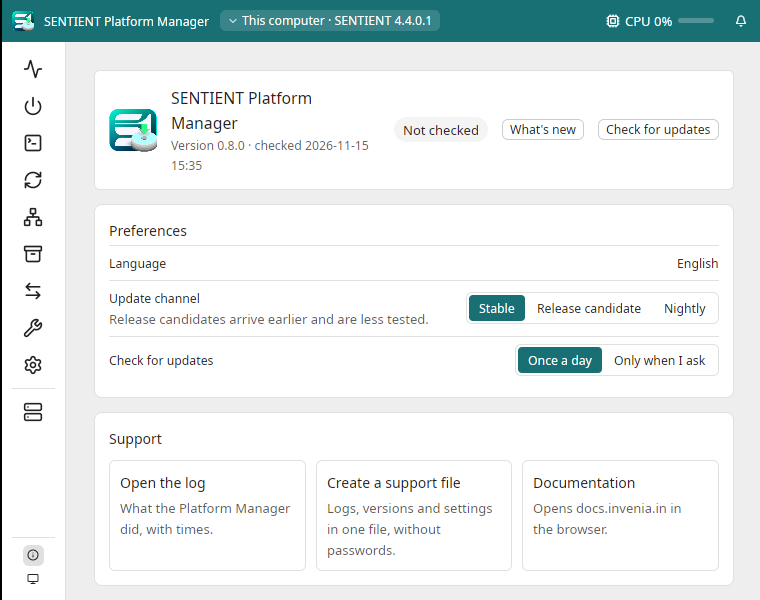 SENTIENT Platform Manager
This computer · SENTIENT 4.4.0.1
CPU 0%
SENTIENT Platform
Manager
Version 0.8.0 · checked 2026-11-15
15:35
Not checked
What's new
Check for updates
Preferences
Language
English
Update channel
Release candidates arrive earlier and are less tested.
Stable
Release candidate
Nightly
Check for updates
Once a day
Only when I ask
Support
Open the log
What the Platform Manager
did, with times.
Create a support file
Logs, versions and settings
in one file, without
passwords.
Documentation
Opens docs.invenia.in in
the browser.